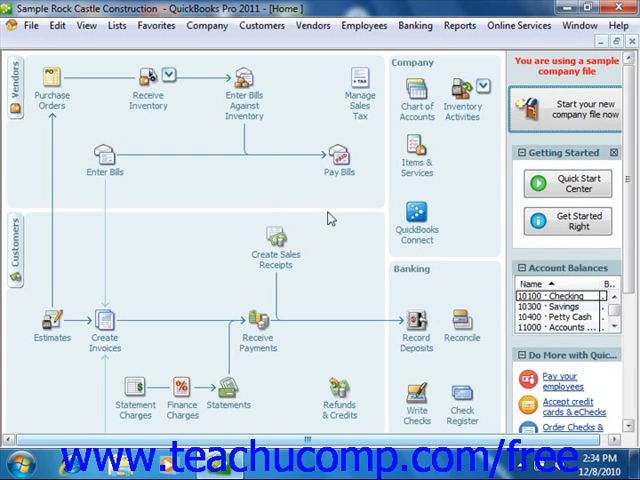 Sample Rock Castle Construction - QuickBooks Pro 2011 - [Home ]
File Edit View Lists Favorites Company Customers Vendors Employees Banking Reports Online Services Window Help
Vendors
Purchase
Orders
Receive
Inventory
Enter Bills
Against
Inventory
Manage
Sales
Tax
Enter Bills
Pay Bills
Customers
Create Sales
Receipts
Estimates
Create
Invoices
Receive
Payments
Statement
Charges
Finance
Charges
Statements
Refunds
& Credits
Company
Chart of
Accounts
Inventory
Activities
Items &
Services
QuickBooks
Connect
Banking
Record
Deposits
Reconcile
Write
Checks
Check
Register
You are using a sample
company file
Start your new
company file now
Getting Started
Quick Start
Center
Get Started
Right
Account Balances
Name B..
10100 · Checking
10300 · Savings
10400 · Petty Cash
11000 · Accounts ...
Do More with Quic...
Pay your
employees
Accept credit
cards & eChecks
Order Checks &
www.teachucomp.com/free
2:34 PM
12/8/2010